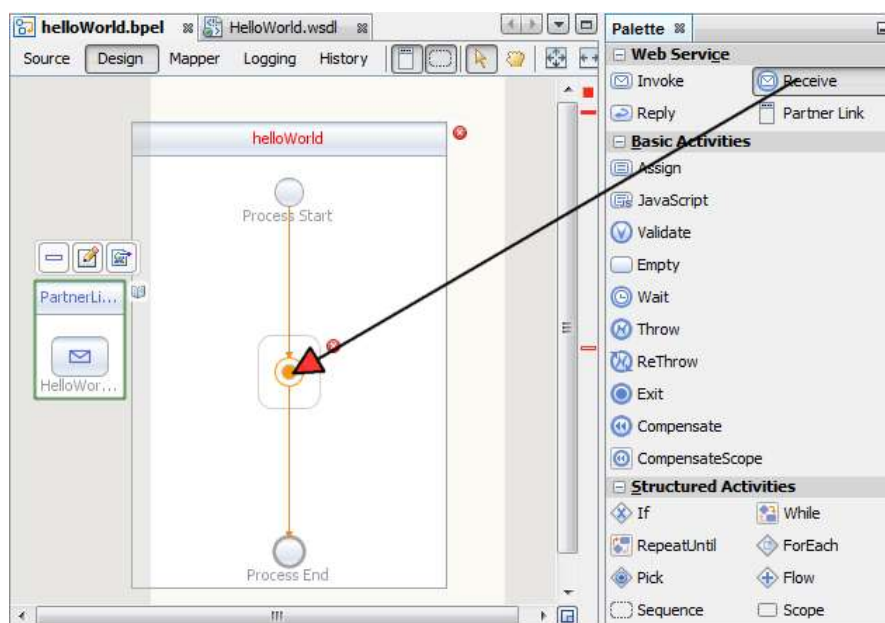 helloWorld.bpel HelloWorld.wsdl
Source Design Mapper Logging History
helloWorld
Process Start
PartnerLi...
HelloWor...
Process End
Palette
Web Service
Invoke Receive
Reply Partner Link
Basic Activities
Assign
JavaScript
Validate
Empty
Wait
Throw
ReThrow
Exit
Compensate
CompensateScope
Structured Activities
If While
RepeatUntil ForEach
Pick Flow
Sequence Scope